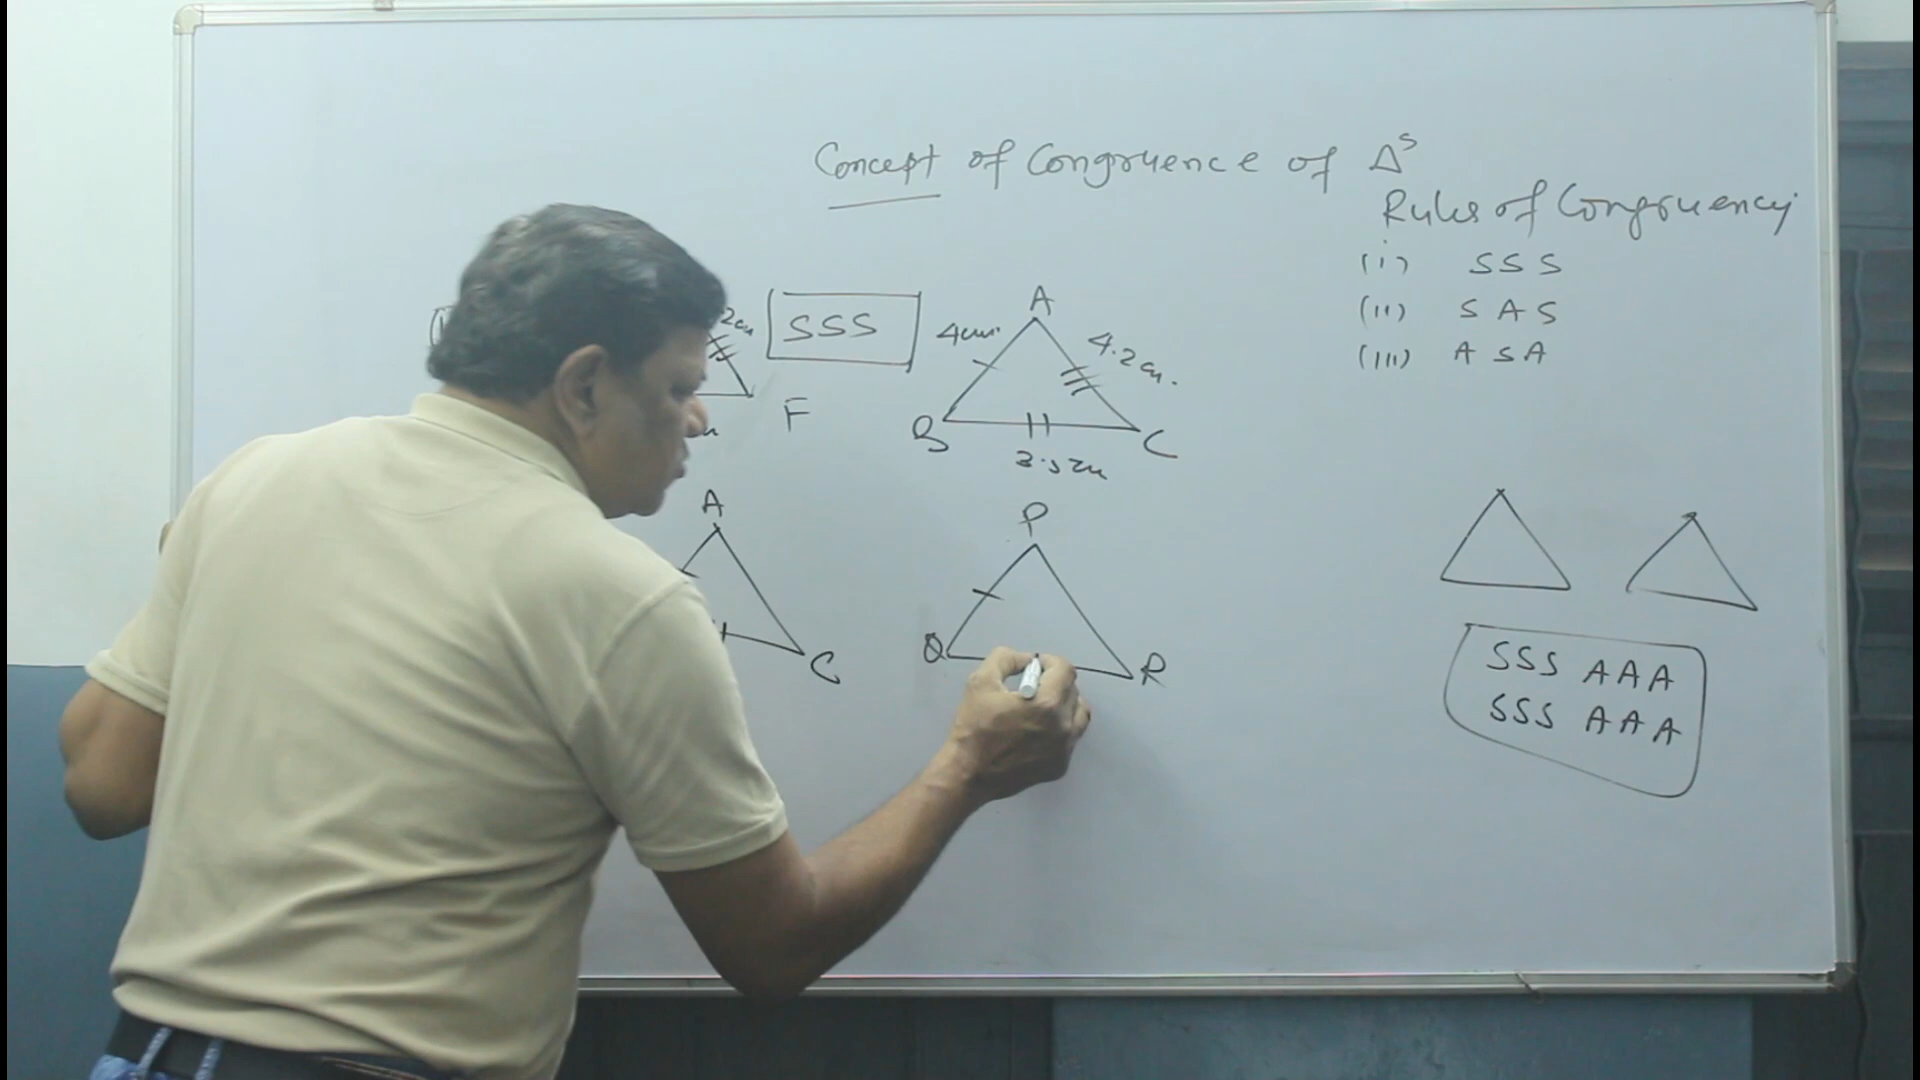 Concept of Congruence of Δˢ
Rules of Congruency
(i) SSS
(ii) SAS
(iii) ASA
2cm
SSS
F
A
4cm.
4.2cm.
B
C
3.5cm
A
C
P
Q
R
SSS AAA
SSS AAA